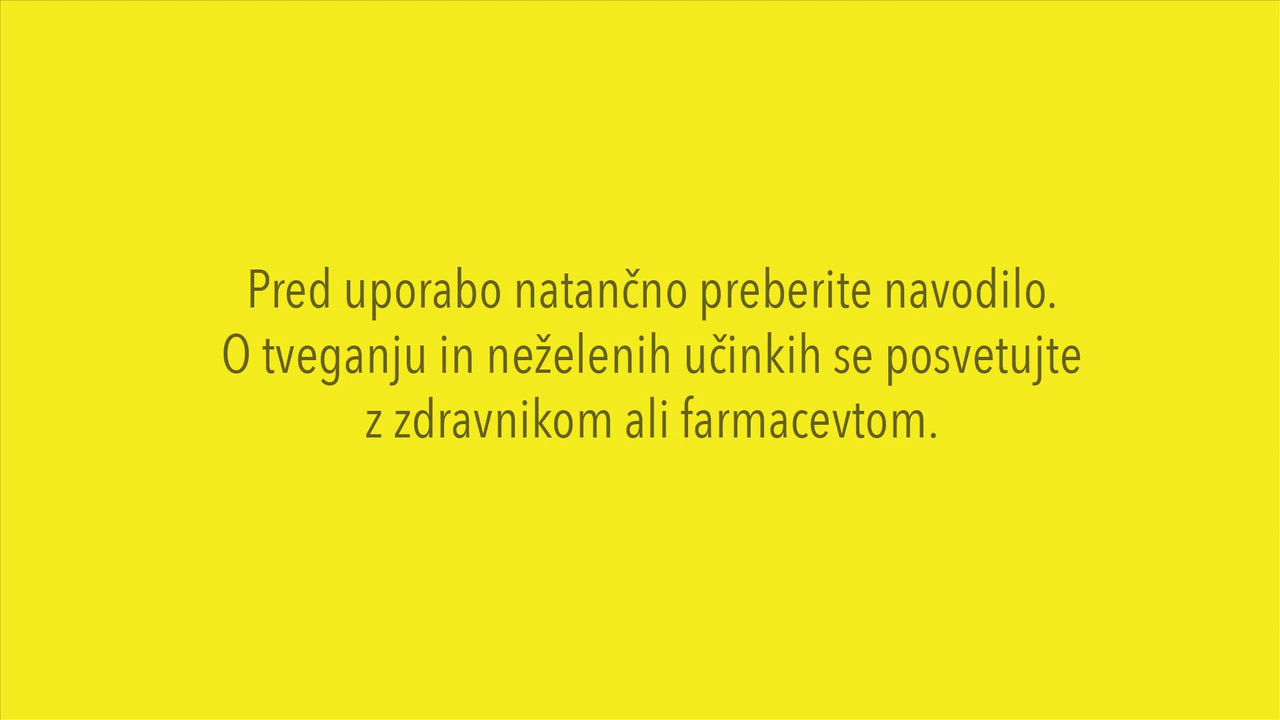 Pred uporabo natančno preberite navodilo.
O tveganju in neželenih učinkih se posvetujte
z zdravnikom ali farmacevtom.